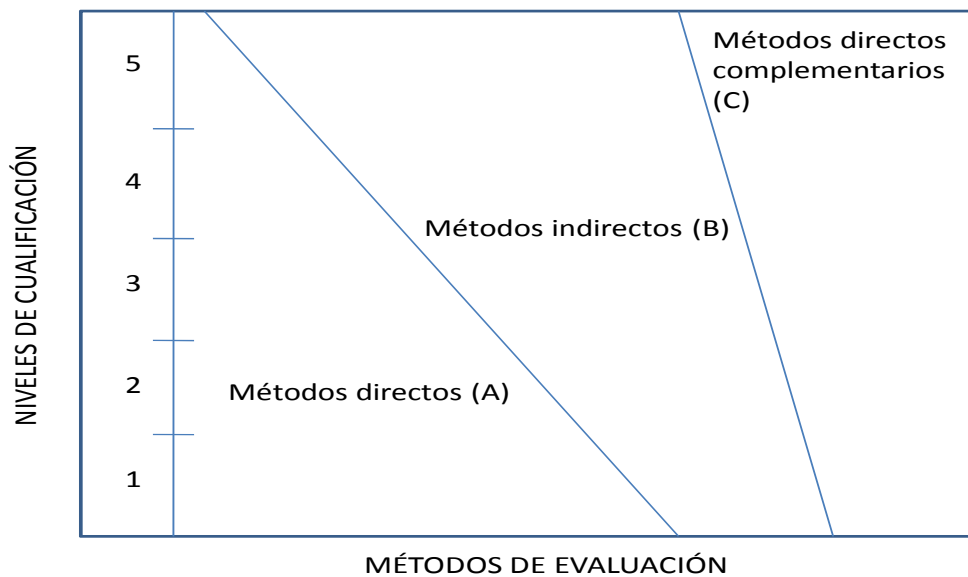 NIVELES DE CUALIFICACIÓN
5
4
3
2
1
Métodos directos (A)
Métodos indirectos (B)
Métodos directos
complementarios
(C)
MÉTODOS DE EVALUACIÓN